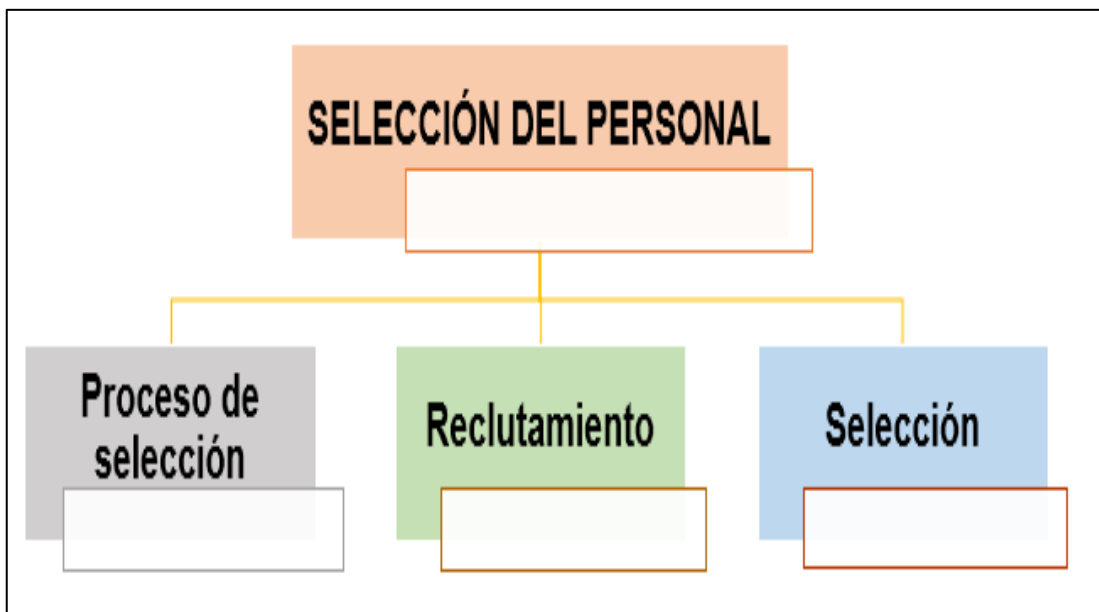 SELECCIÓN DEL PERSONAL
Proceso de
selección
Reclutamiento
Selección